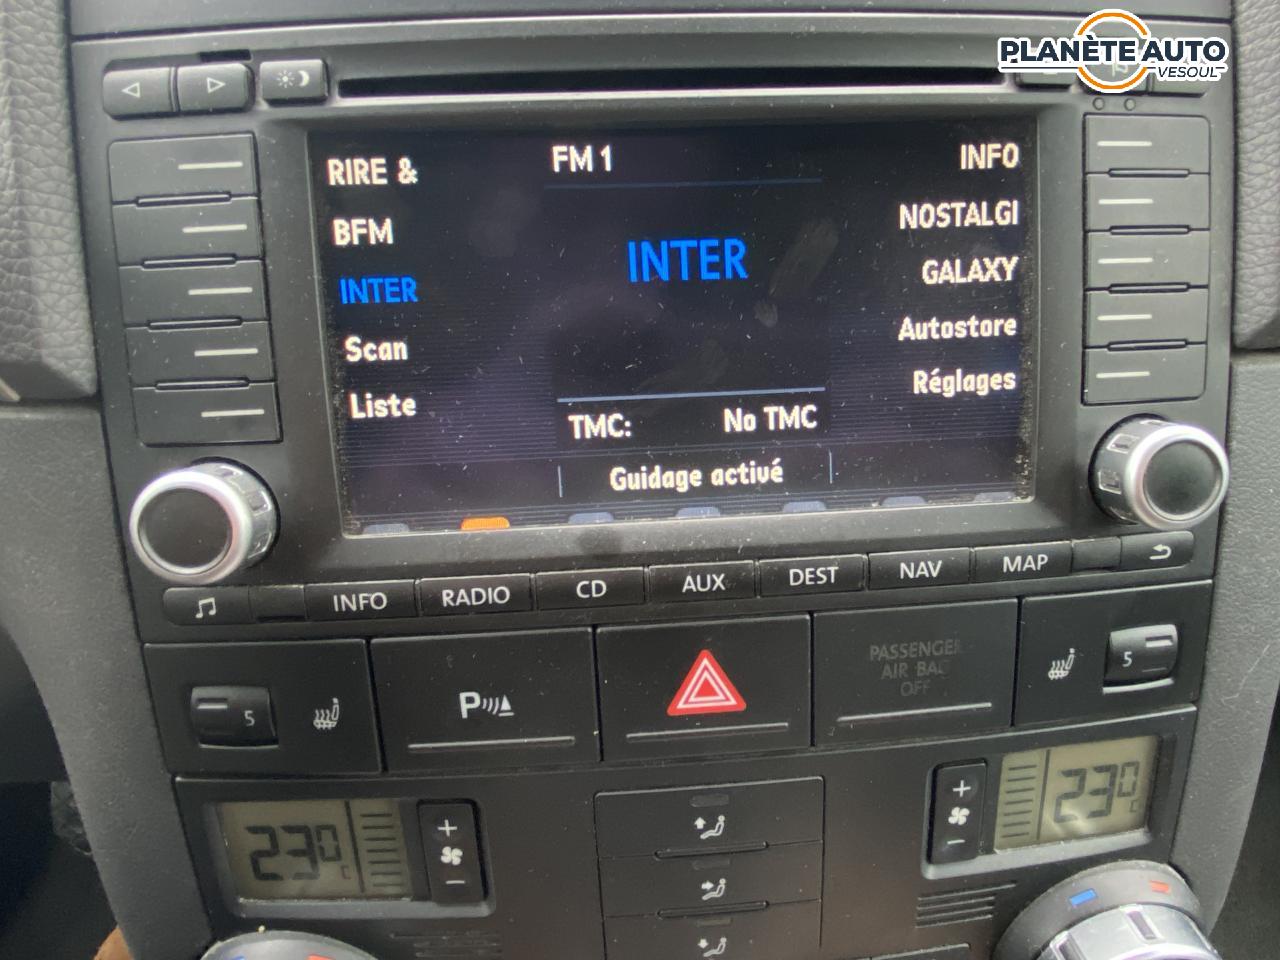 PLANÈTE AUTO
VESOUL
RIRE &
FM 1
INFO
BFM
NOSTALGI
INTER
INTER
GALAXY
Scan
Autostore
Liste
Réglages
TMC: No TMC
Guidage activé
INFO RADIO CD AUX DEST NAV MAP
5
P
PASSENGER
AIR BAG
OFF
5
23.0 °C
+
-
+
-
23.0 °C